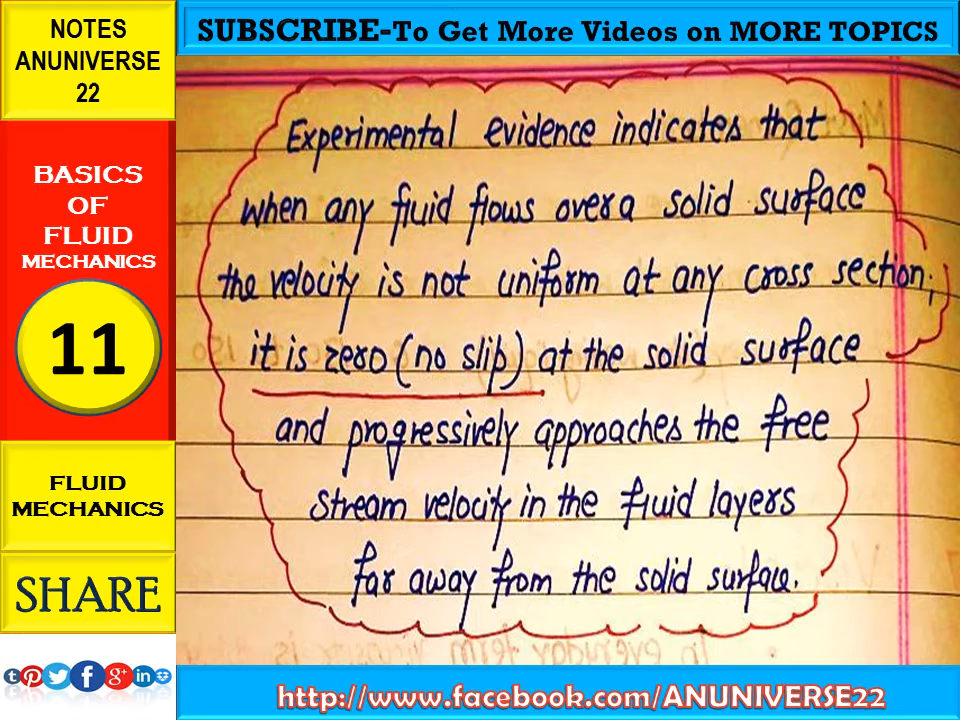 NOTES
ANUNIVERSE
22
SUBSCRIBE-To Get More Videos on MORE TOPICS
BASICS
OF
FLUID
MECHANICS
11
FLUID
MECHANICS
SHARE
Experimental evidence indicates that
when any fluid flows over a solid surface
the velocity is not uniform at any cross section;
it is zero (no slip) at the solid surface
and progressively approaches the free
stream velocity in the fluid layers
far away from the solid surface.
http://www.facebook.com/ANUNIVERSE22